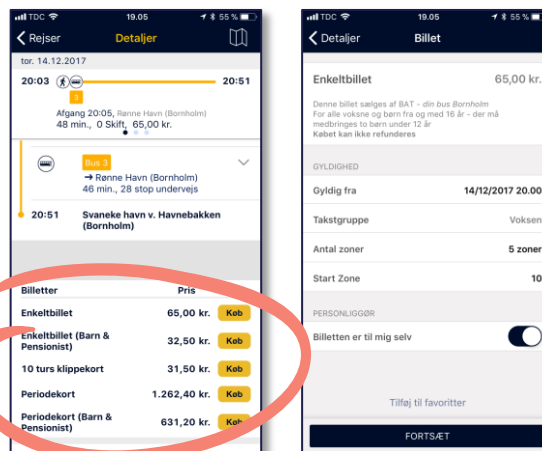 TDC 19.05 55 %
Rejser Detaljer
tor. 14.12.2017
20:03 20:51
3
Afgang 20:05, Rønne Havn (Bornholm)
48 min., 0 Skift, 65,00 kr.
Bus 3
→ Rønne Havn (Bornholm)
46 min., 28 stop undervejs
20:51 Svaneke havn v. Havnebakken
(Bornholm)
Billetter Pris
Enkeltbillet 65,00 kr. Køb
Enkeltbillet (Barn &
Pensionist) 32,50 kr. Køb
10 turs klippekort 31,50 kr. Køb
Periodekort 1.262,40 kr. Køb
Periodekort (Barn &
Pensionist) 631,20 kr. Køb
TDC 19.05 55 %
Detaljer Billet
Enkeltbillet 65,00 kr.
Denne billet sælges af BAT - din bus Bornholm
For alle voksne og børn fra og med 16 år - der må
medbringes to børn under 12 år
Købet kan ikke refunderes
GYLDIGHED
Gyldig fra 14/12/2017 20.00
Takstgruppe Voksen
Antal zoner 5 zoner
Start Zone 10
PERSONLIGGØR
Billetten er til mig selv
Tilføj til favoritter
FORTSÆT